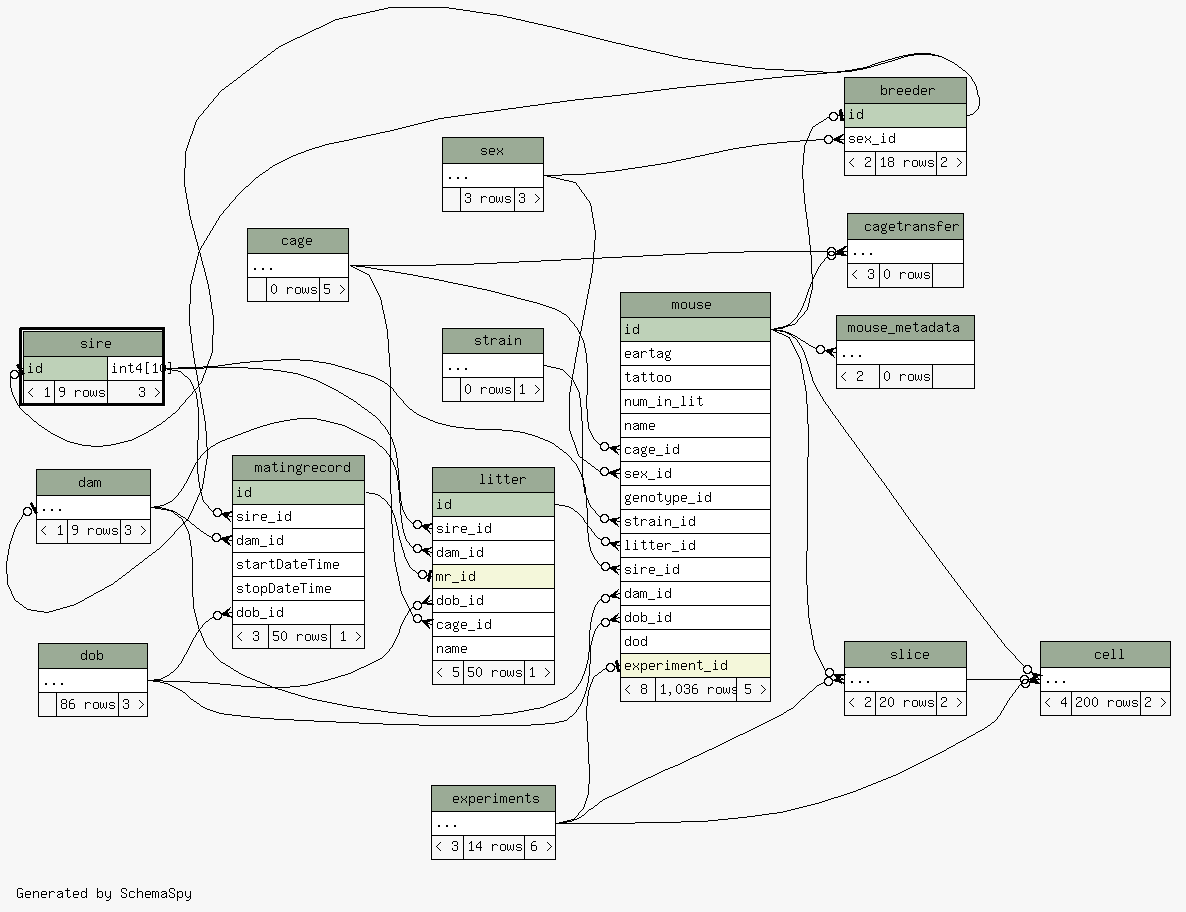 breeder
id
sex_id
< 2 18 rows 2 >
sex
...
3 rows 3 >
cagetransfer
...
< 3 0 rows
cage
...
0 rows 5 >
mouse
id
eartag
tattoo
num_in_lit
name
cage_id
sex_id
genotype_id
strain_id
litter_id
sire_id
dam_id
dob_id
dod
experiment_id
< 8 1,036 rows 5 >
mouse_metadata
...
< 2 0 rows
sire
id int4[10]
< 1 9 rows 3 >
strain
...
0 rows 1 >
dam
...
< 1 9 rows 3 >
matingrecord
id
sire_id
dam_id
startDateTime
stopDateTime
dob_id
< 3 50 rows 1 >
litter
id
sire_id
dam_id
mr_id
dob_id
cage_id
name
< 5 50 rows 1 >
dob
...
86 rows 3 >
slice
...
< 2 20 rows 2 >
cell
...
< 4 200 rows 2 >
experiments
...
< 3 14 rows 6 >
Generated by SchemaSpy